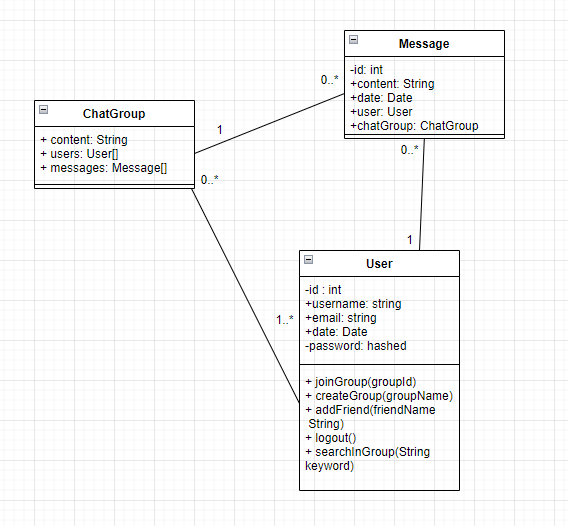 Message
-id: int
+content: String
+date: Date
+user: User
+chatGroup: ChatGroup
0..*
1
ChatGroup
+ content: String
+ users: User[]
+ messages: Message[]
0..*
0..*
1
1..*
User
-id : int
+username: string
+email: string
+date: Date
-password: hashed
+ joinGroup(groupId)
+ createGroup(groupName)
+ addFriend(friendName
String)
+ logout()
+ searchInGroup(String
keyword)